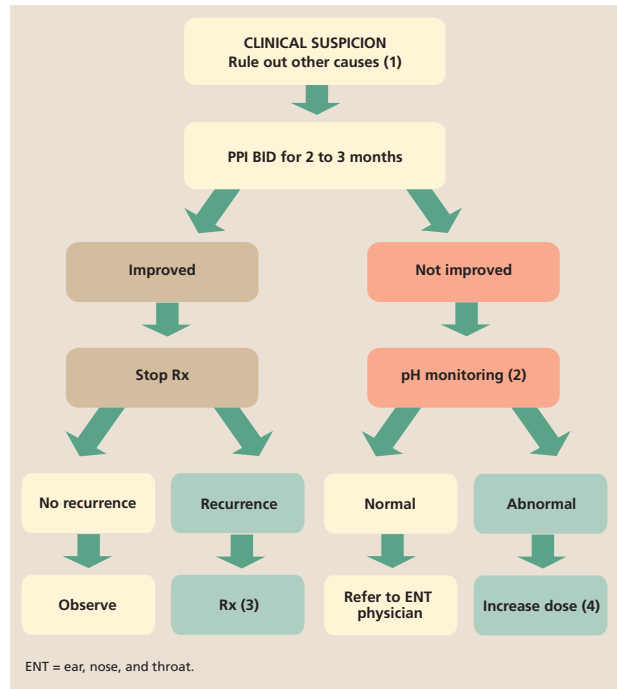 CLINICAL SUSPICION
Rule out other causes (1)
PPI BID for 2 to 3 months
Improved
Not improved
Stop Rx
pH monitoring (2)
No recurrence
Recurrence
Normal
Abnormal
Observe
Rx (3)
Refer to ENT
physician
Increase dose (4)
ENT = ear, nose, and throat.